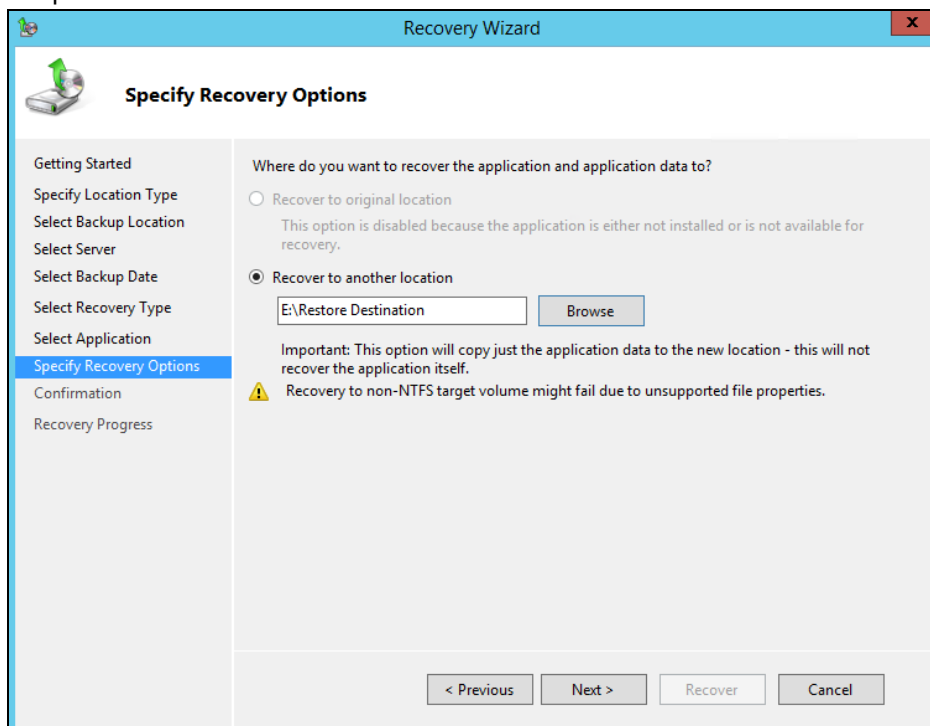 Recovery Wizard
x
Specify Recovery Options
Getting Started
Specify Location Type
Select Backup Location
Select Server
Select Backup Date
Select Recovery Type
Select Application
Specify Recovery Options
Confirmation
Recovery Progress
Where do you want to recover the application and application data to?
Recover to original location
This option is disabled because the application is either not installed or is not available for
recovery.
Recover to another location
E:\Restore Destination
Browse
Important: This option will copy just the application data to the new location - this will not
recover the application itself.
Recovery to non-NTFS target volume might fail due to unsupported file properties.
< Previous
Next >
Recover
Cancel